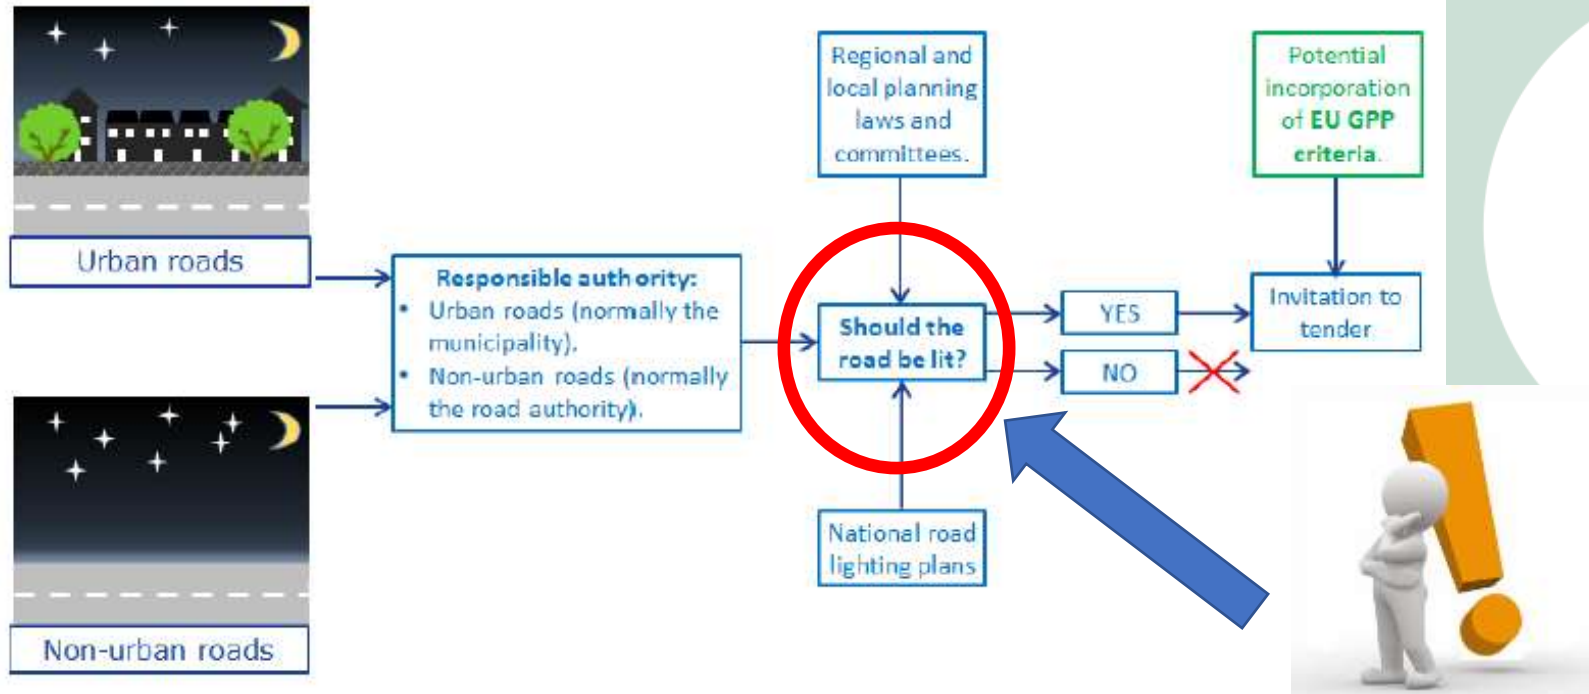 Urban roads
Non-urban roads
Responsible authority:
• Urban roads (normally the
municipality).
• Non-urban roads (normally
the road authority).
Regional and
local planning
laws and
committees.
Should the
road be lit?
National road
lighting plans
YES
NO
Potential
incorporation
of EU GPP
criteria.
Invitation to
tender